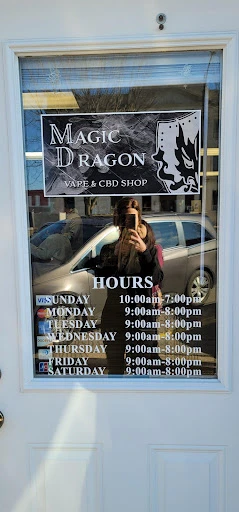 9
MAGIC
DRAGON
VAPE & CBD SHOP
HOURS
SUNDAY 10:00am-7:00pm
MONDAY 9:00am-8:00pm
TUESDAY 9:00am-8:00pm
WEDNESDAY 9:00am-8:00pm
THURSDAY 9:00am-8:00pm
FRIDAY 9:00am-8:00pm
SATURDAY 9:00am-8:00pm